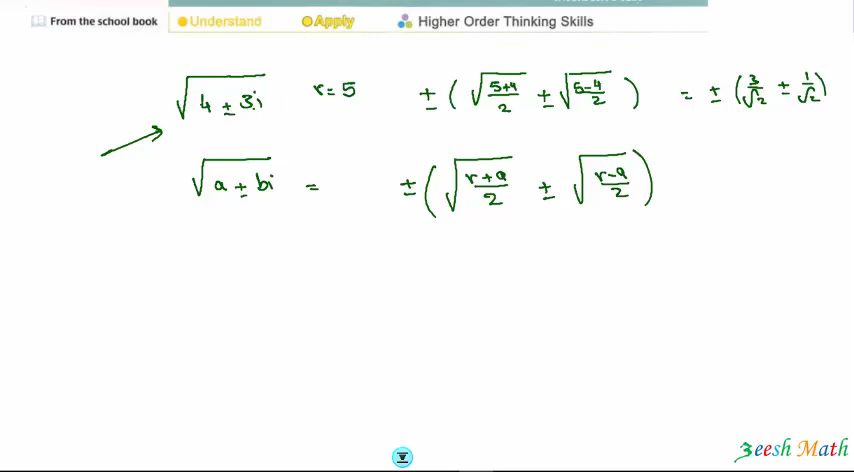 From the school book Understand Apply Higher Order Thinking Skills
√(4 ± 3i) r = 5 ± ( √((5+4)/2) ± √((5-4)/2) ) = ± (3/√2 ± 1/√2)
√(a ± bi) = ± ( √((r+a)/2) ± √((r-a)/2) )
Zeesh Math